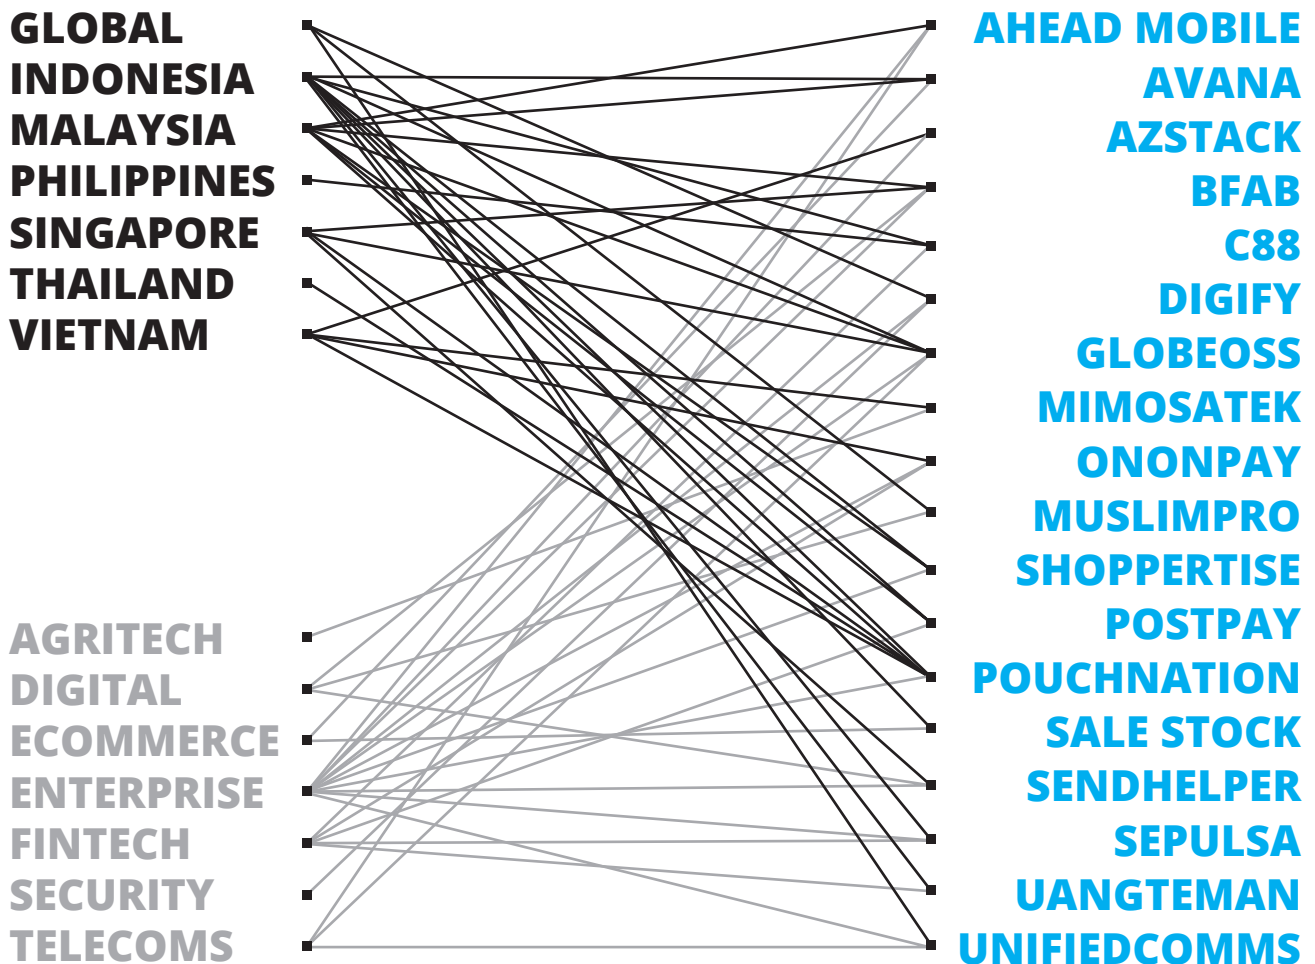 GLOBAL
INDONESIA
MALAYSIA
PHILIPPINES
SINGAPORE
THAILAND
VIETNAM
AGRITECH
DIGITAL
ECOMMERCE
ENTERPRISE
FINTECH
SECURITY
TELECOMS
AHEAD MOBILE
AVANA
AZSTACK
BFAB
C88
DIGIFY
GLOBEOSS
MIMOSATEK
ONONPAY
MUSLIMPRO
SHOPPERTISE
POSTPAY
POUCHNATION
SALE STOCK
SENDHELPER
SEPULSA
UANGTEMAN
UNIFIEDCOMMS